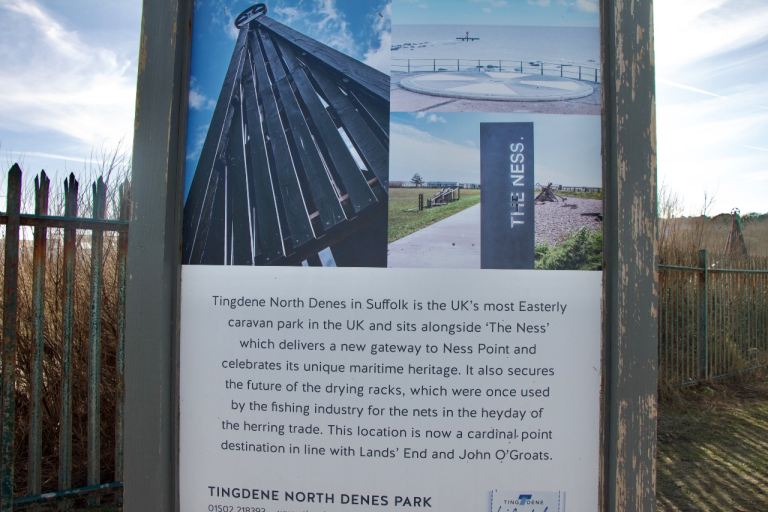 THE NESS.
Tingdene North Denes in Suffolk is the UK's most Easterly
caravan park in the UK and sits alongside 'The Ness'
which delivers a new gateway to Ness Point and
celebrates its unique maritime heritage. It also secures
the future of the drying racks, which were once used
by the fishing industry for the nets in the heyday of
the herring trade. This location is now a cardinal point
destination in line with Lands' End and John O'Groats.
TINGDENE NORTH DENES PARK
01502 218393
TINGDENE